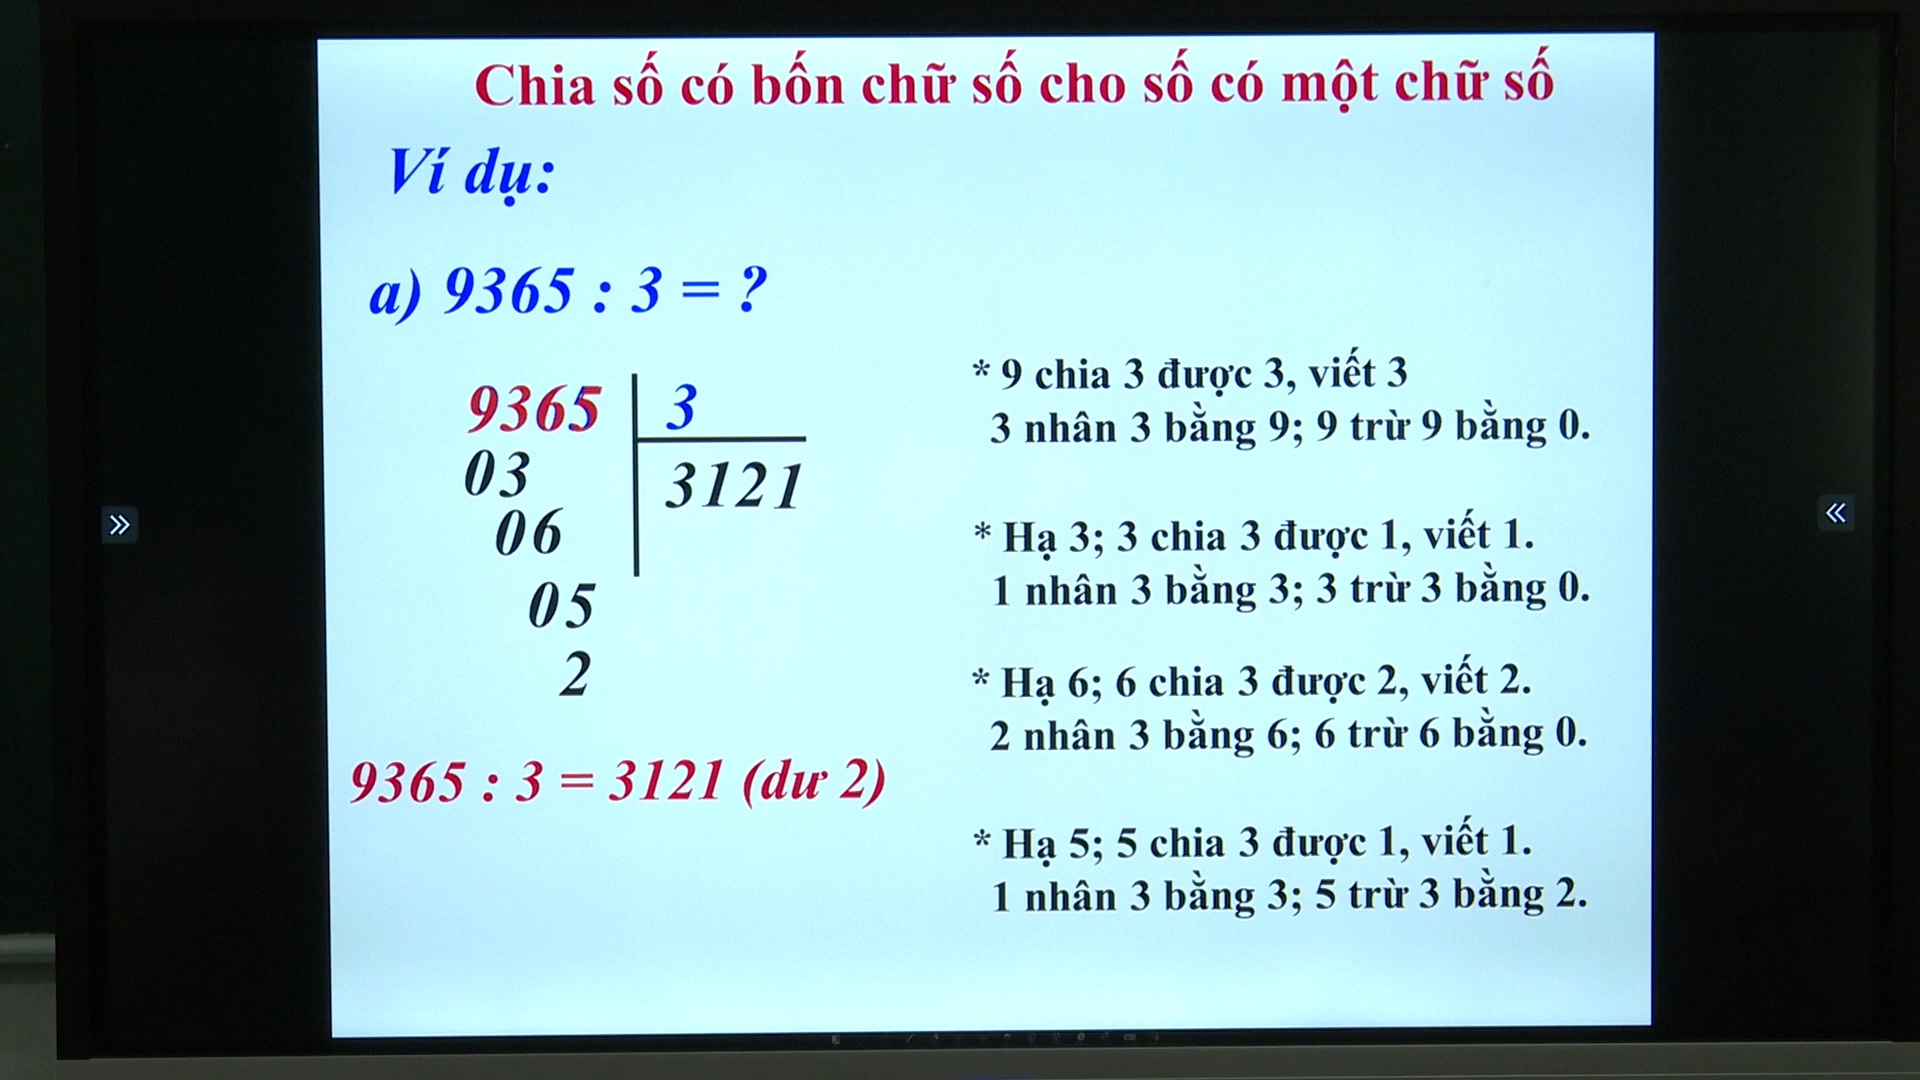 Chia số có bốn chữ số cho số có một chữ số
Ví dụ:
a) 9365 : 3 = ?
9365 3
03 3121
06
05
2
9365 : 3 = 3121 (dư 2)
* 9 chia 3 được 3, viết 3
3 nhân 3 bằng 9; 9 trừ 9 bằng 0.
* Hạ 3; 3 chia 3 được 1, viết 1.
1 nhân 3 bằng 3; 3 trừ 3 bằng 0.
* Hạ 6; 6 chia 3 được 2, viết 2.
2 nhân 3 bằng 6; 6 trừ 6 bằng 0.
* Hạ 5; 5 chia 3 được 1, viết 1.
1 nhân 3 bằng 3; 5 trừ 3 bằng 2.